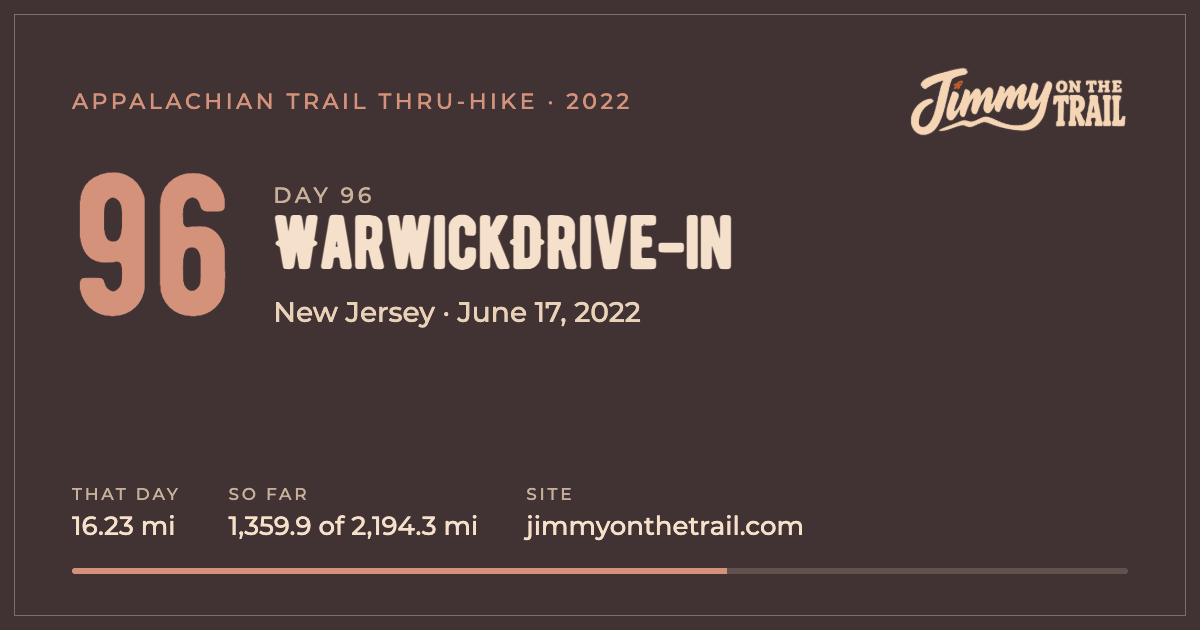 APPALACHIAN TRAIL THRU-HIKE · 2022
Jimmy ON THE TRAIL
96
DAY 96
WARWICKDRIVE-IN
New Jersey · June 17, 2022
THAT DAY
16.23 mi
SO FAR
1,359.9 of 2,194.3 mi
SITE
jimmyonthetrail.com